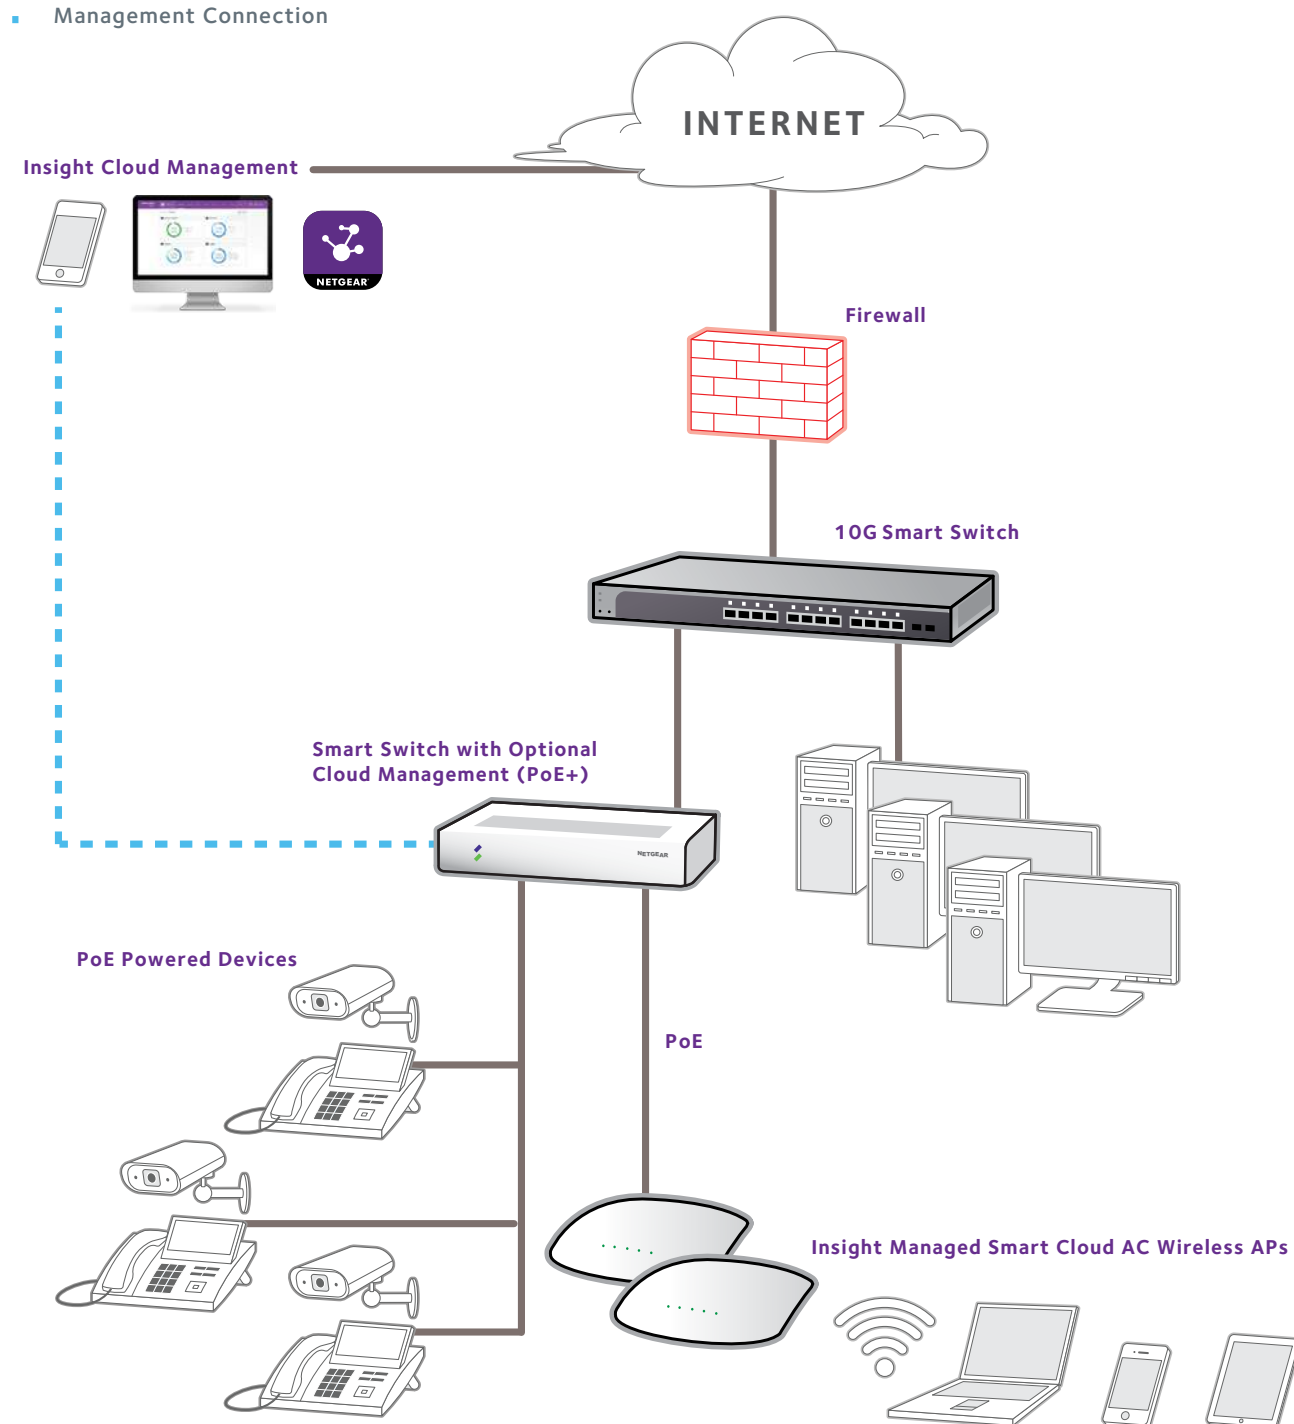 Management Connection
INTERNET
Insight Cloud Management
NETGEAR
Firewall
10G Smart Switch
Smart Switch with Optional
Cloud Management (PoE+)
NETGEAR
PoE Powered Devices
PoE
Insight Managed Smart Cloud AC Wireless APs